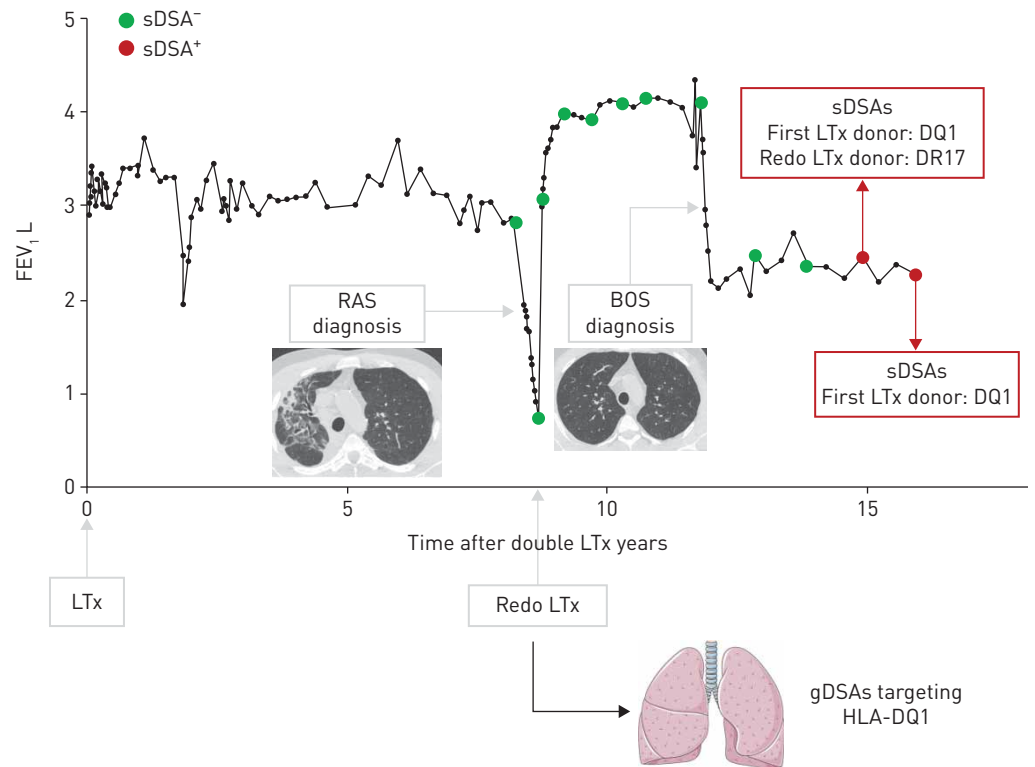 5
sDSA⁻
sDSA⁺
4
sDSAs
First LTx donor: DQ1
Redo LTx donor: DR17
3
FEV₁ L
2
RAS
diagnosis
BOS
diagnosis
sDSAs
First LTx donor: DQ1
1
0
0
5
10
15
Time after double LTx years
LTx
Redo LTx
gDSAs targeting
HLA-DQ1